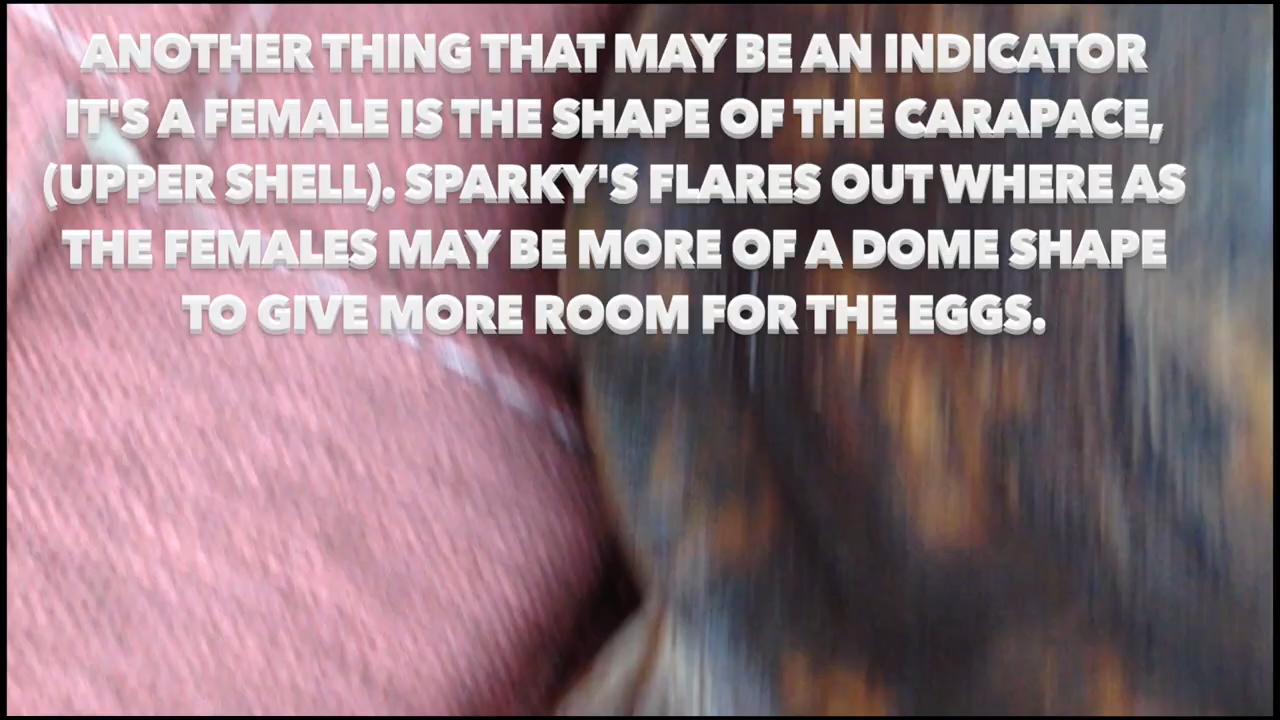 ANOTHER THING THAT MAY BE AN INDICATOR
IT'S A FEMALE IS THE SHAPE OF THE CARAPACE,
(UPPER SHELL). SPARKY'S FLARES OUT WHERE AS
THE FEMALES MAY BE MORE OF A DOME SHAPE
TO GIVE MORE ROOM FOR THE EGGS.